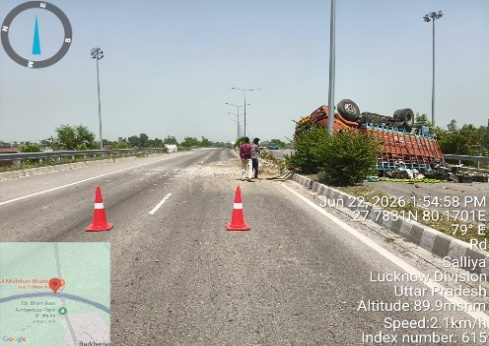 Jun 22, 2026 1:54:58 PM
27.7881N 80.1701E
79° E
Rd
Salliya
Lucknow Division
Uttar Pradesh
Altitude:89.9msnm
Speed:2.1km/h
Index number: 615
Google